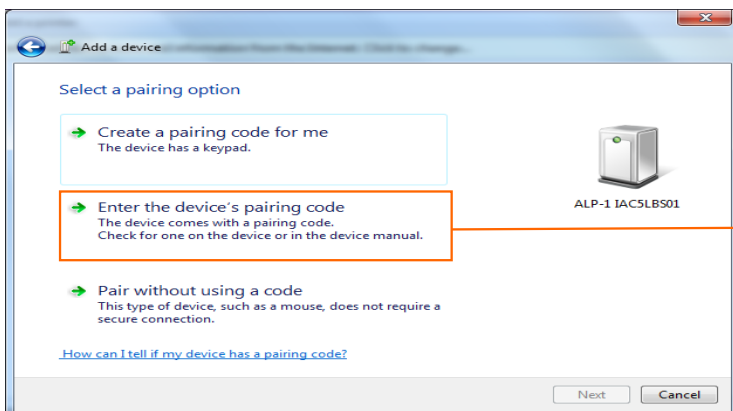 Add a device
Select a pairing option
Create a pairing code for me
The device has a keypad.
Enter the device's pairing code
The device comes with a pairing code.
Check for one on the device or in the device manual.
ALP-1 IAC5LBS01
Pair without using a code
This type of device, such as a mouse, does not require a
secure connection.
How can I tell if my device has a pairing code?
Next Cancel